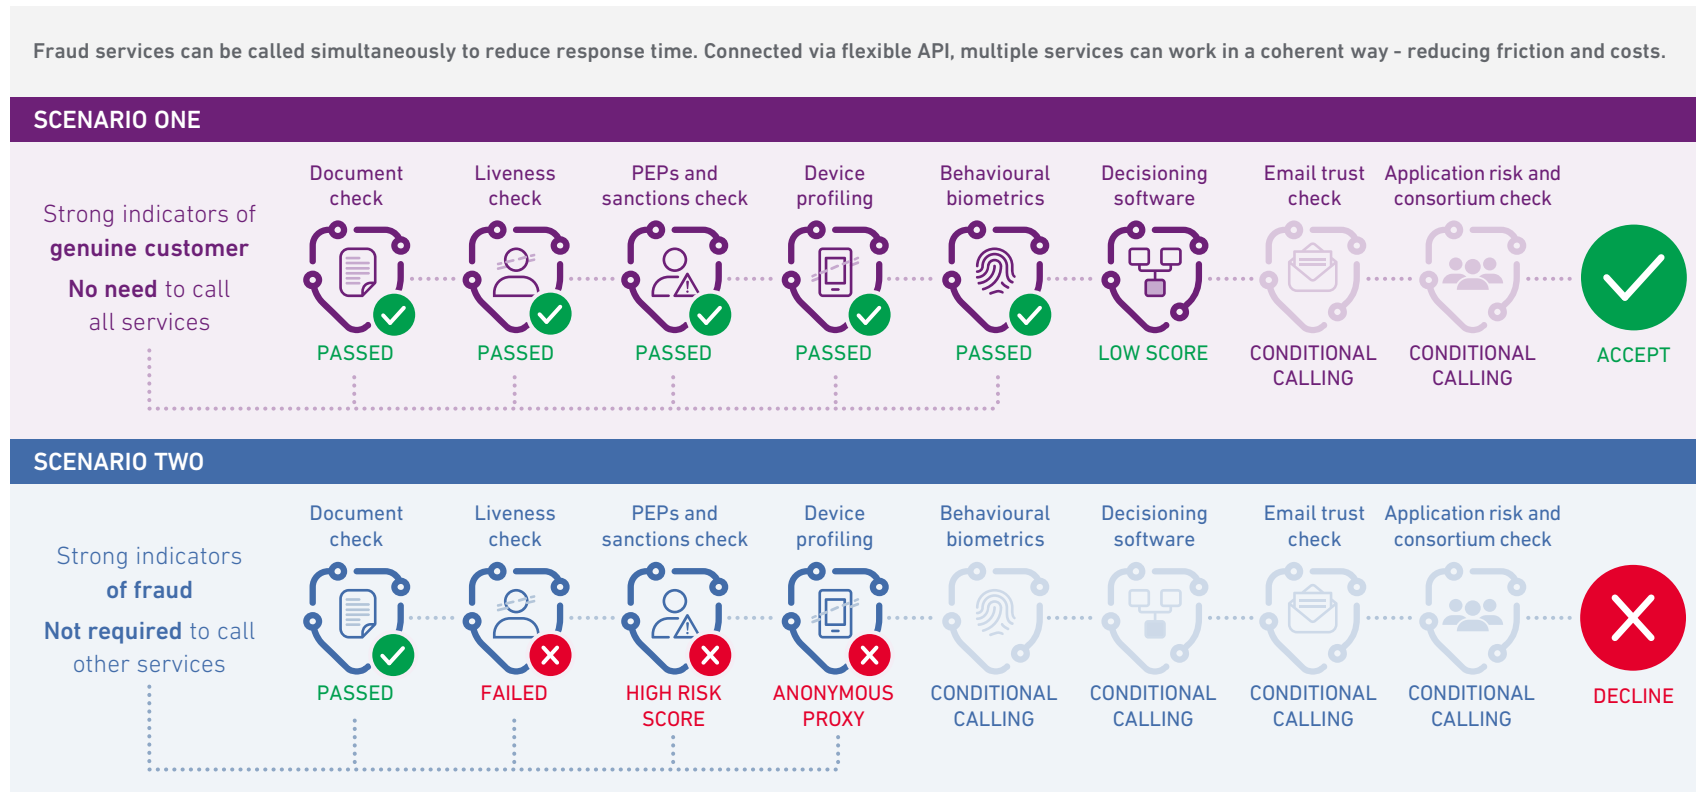 Fraud services can be called simultaneously to reduce response time. Connected via flexible API, multiple services can work in a coherent way - reducing friction and costs.
SCENARIO ONE
Strong indicators of
genuine customer
No need to call
all services
Document
check
PASSED
Liveness
check
PASSED
PEPs and
sanctions check
PASSED
Device
profiling
PASSED
Behavioural
biometrics
PASSED
Decisioning
software
LOW SCORE
Email trust
check
CONDITIONAL
CALLING
Application risk and
consortium check
CONDITIONAL
CALLING
ACCEPT
SCENARIO TWO
Strong indicators
of fraud
Not required to call
other services
Document
check
PASSED
Liveness
check
FAILED
PEPs and
sanctions check
HIGH RISK
SCORE
Device
profiling
ANONYMOUS
PROXY
Behavioural
biometrics
CONDITIONAL
CALLING
Decisioning
software
CONDITIONAL
CALLING
Email trust
check
CONDITIONAL
CALLING
Application risk and
consortium check
CONDITIONAL
CALLING
DECLINE